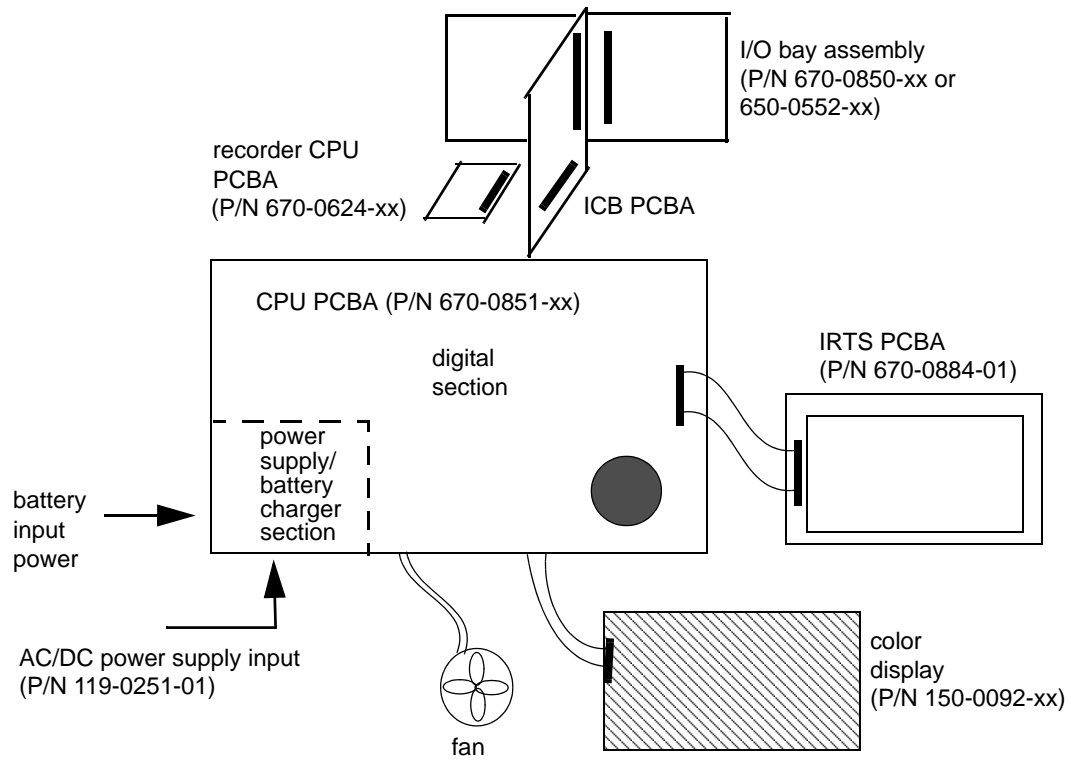 I/O bay assembly
(P/N 670-0850-xx or
650-0552-xx)
recorder CPU
PCBA
(P/N 670-0624-xx)
ICB PCBA
CPU PCBA (P/N 670-0851-xx)
digital
section
IRTS PCBA
(P/N 670-0884-01)
power
supply/
battery
charger
section
battery
input
power
AC/DC power supply input
(P/N 119-0251-01)
fan
color
display
(P/N 150-0092-xx)